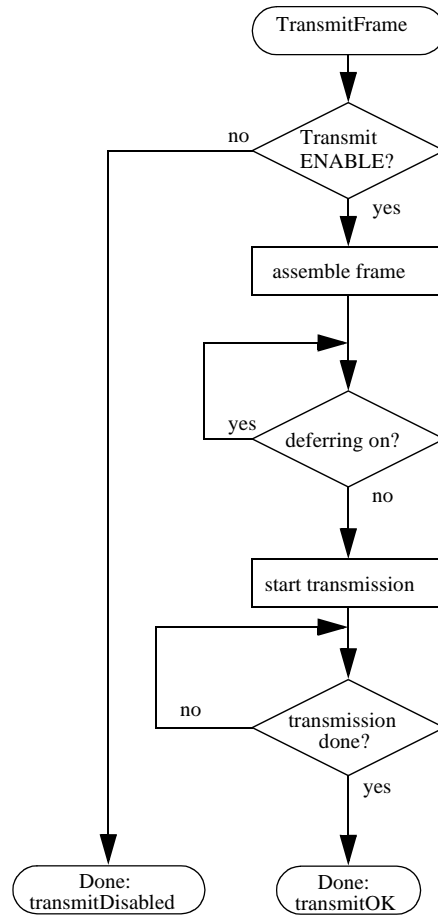 TransmitFrame
Transmit
ENABLE?
no
yes
assemble frame
deferring on?
yes
no
start transmission
transmission
done?
no
yes
Done:
transmitDisabled
Done:
transmitOK